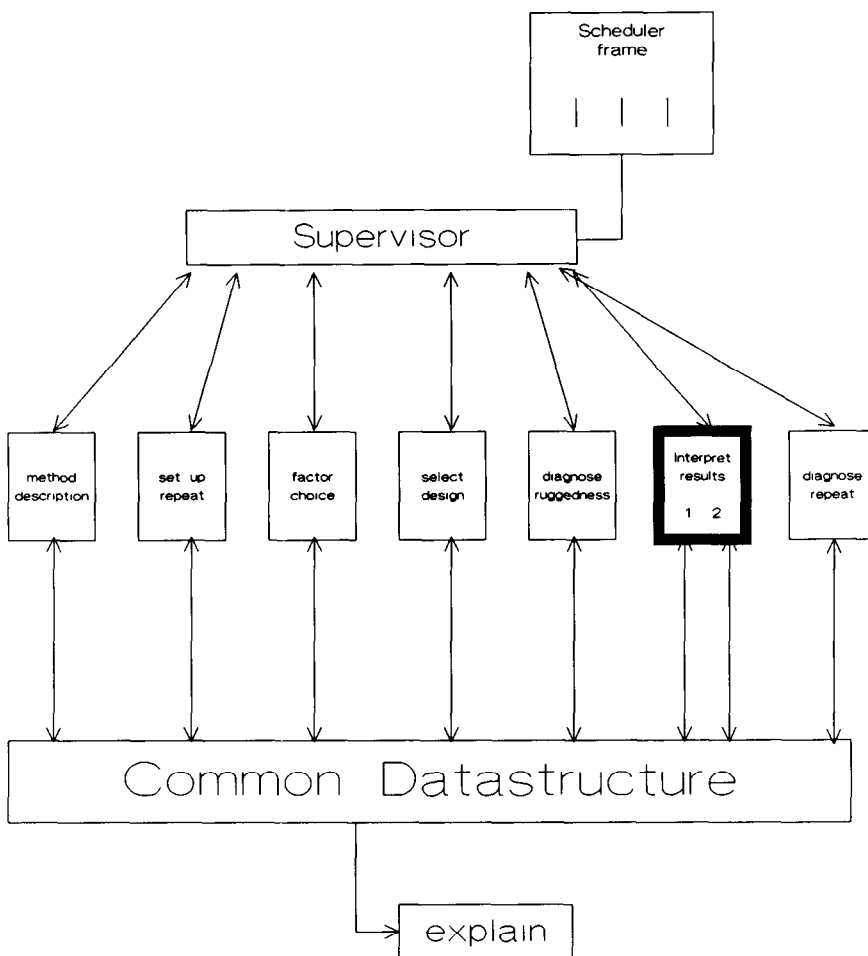 Scheduler
frame
Supervisor
method
description
set up
repeat
factor
choice
select
design
diagnose
ruggedness
Interpret
results
1 2
diagnose
repeat
Common Datastructure
explain